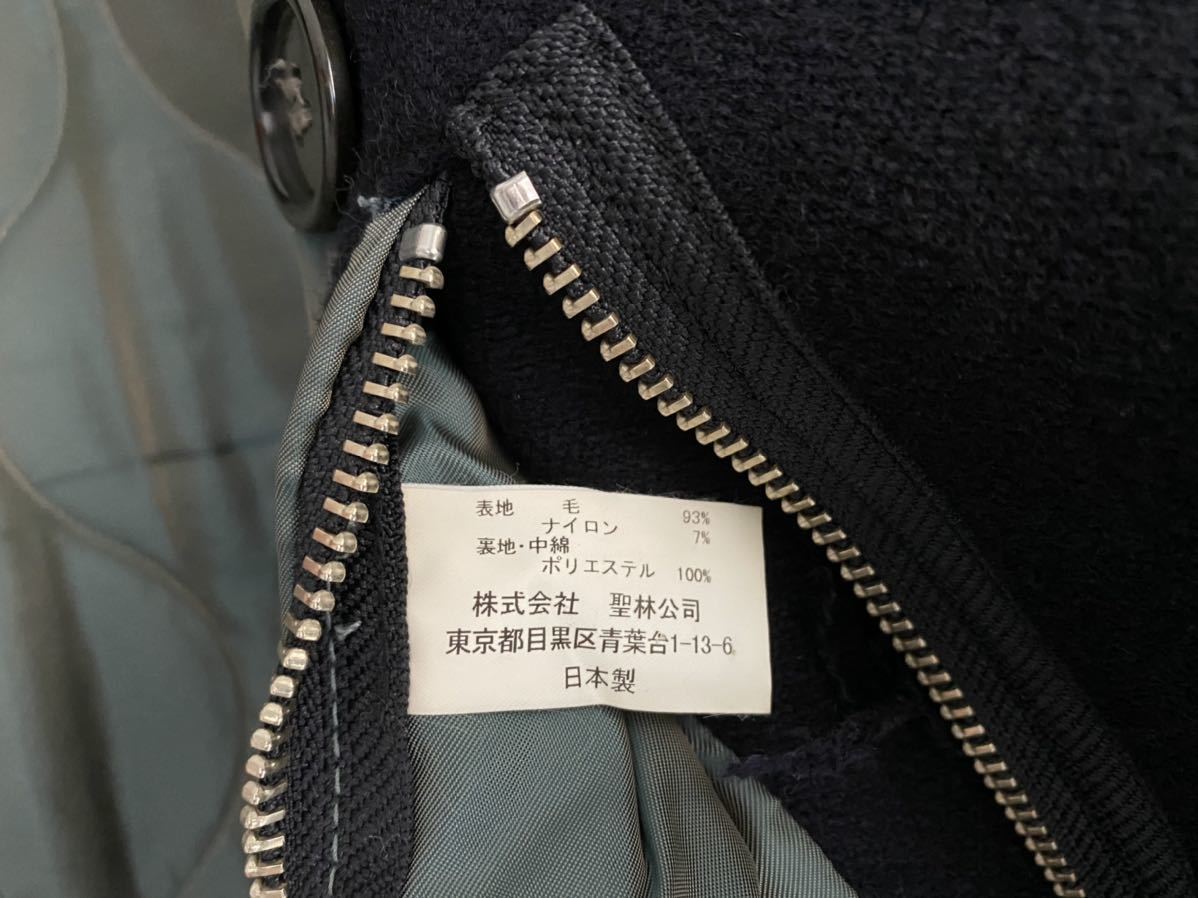 表地 毛 93%
ナイロン 7%
裏地・中綿
ポリエステル 100%
株式会社 聖林公司
東京都目黒区青葉台1-13-6
日本製